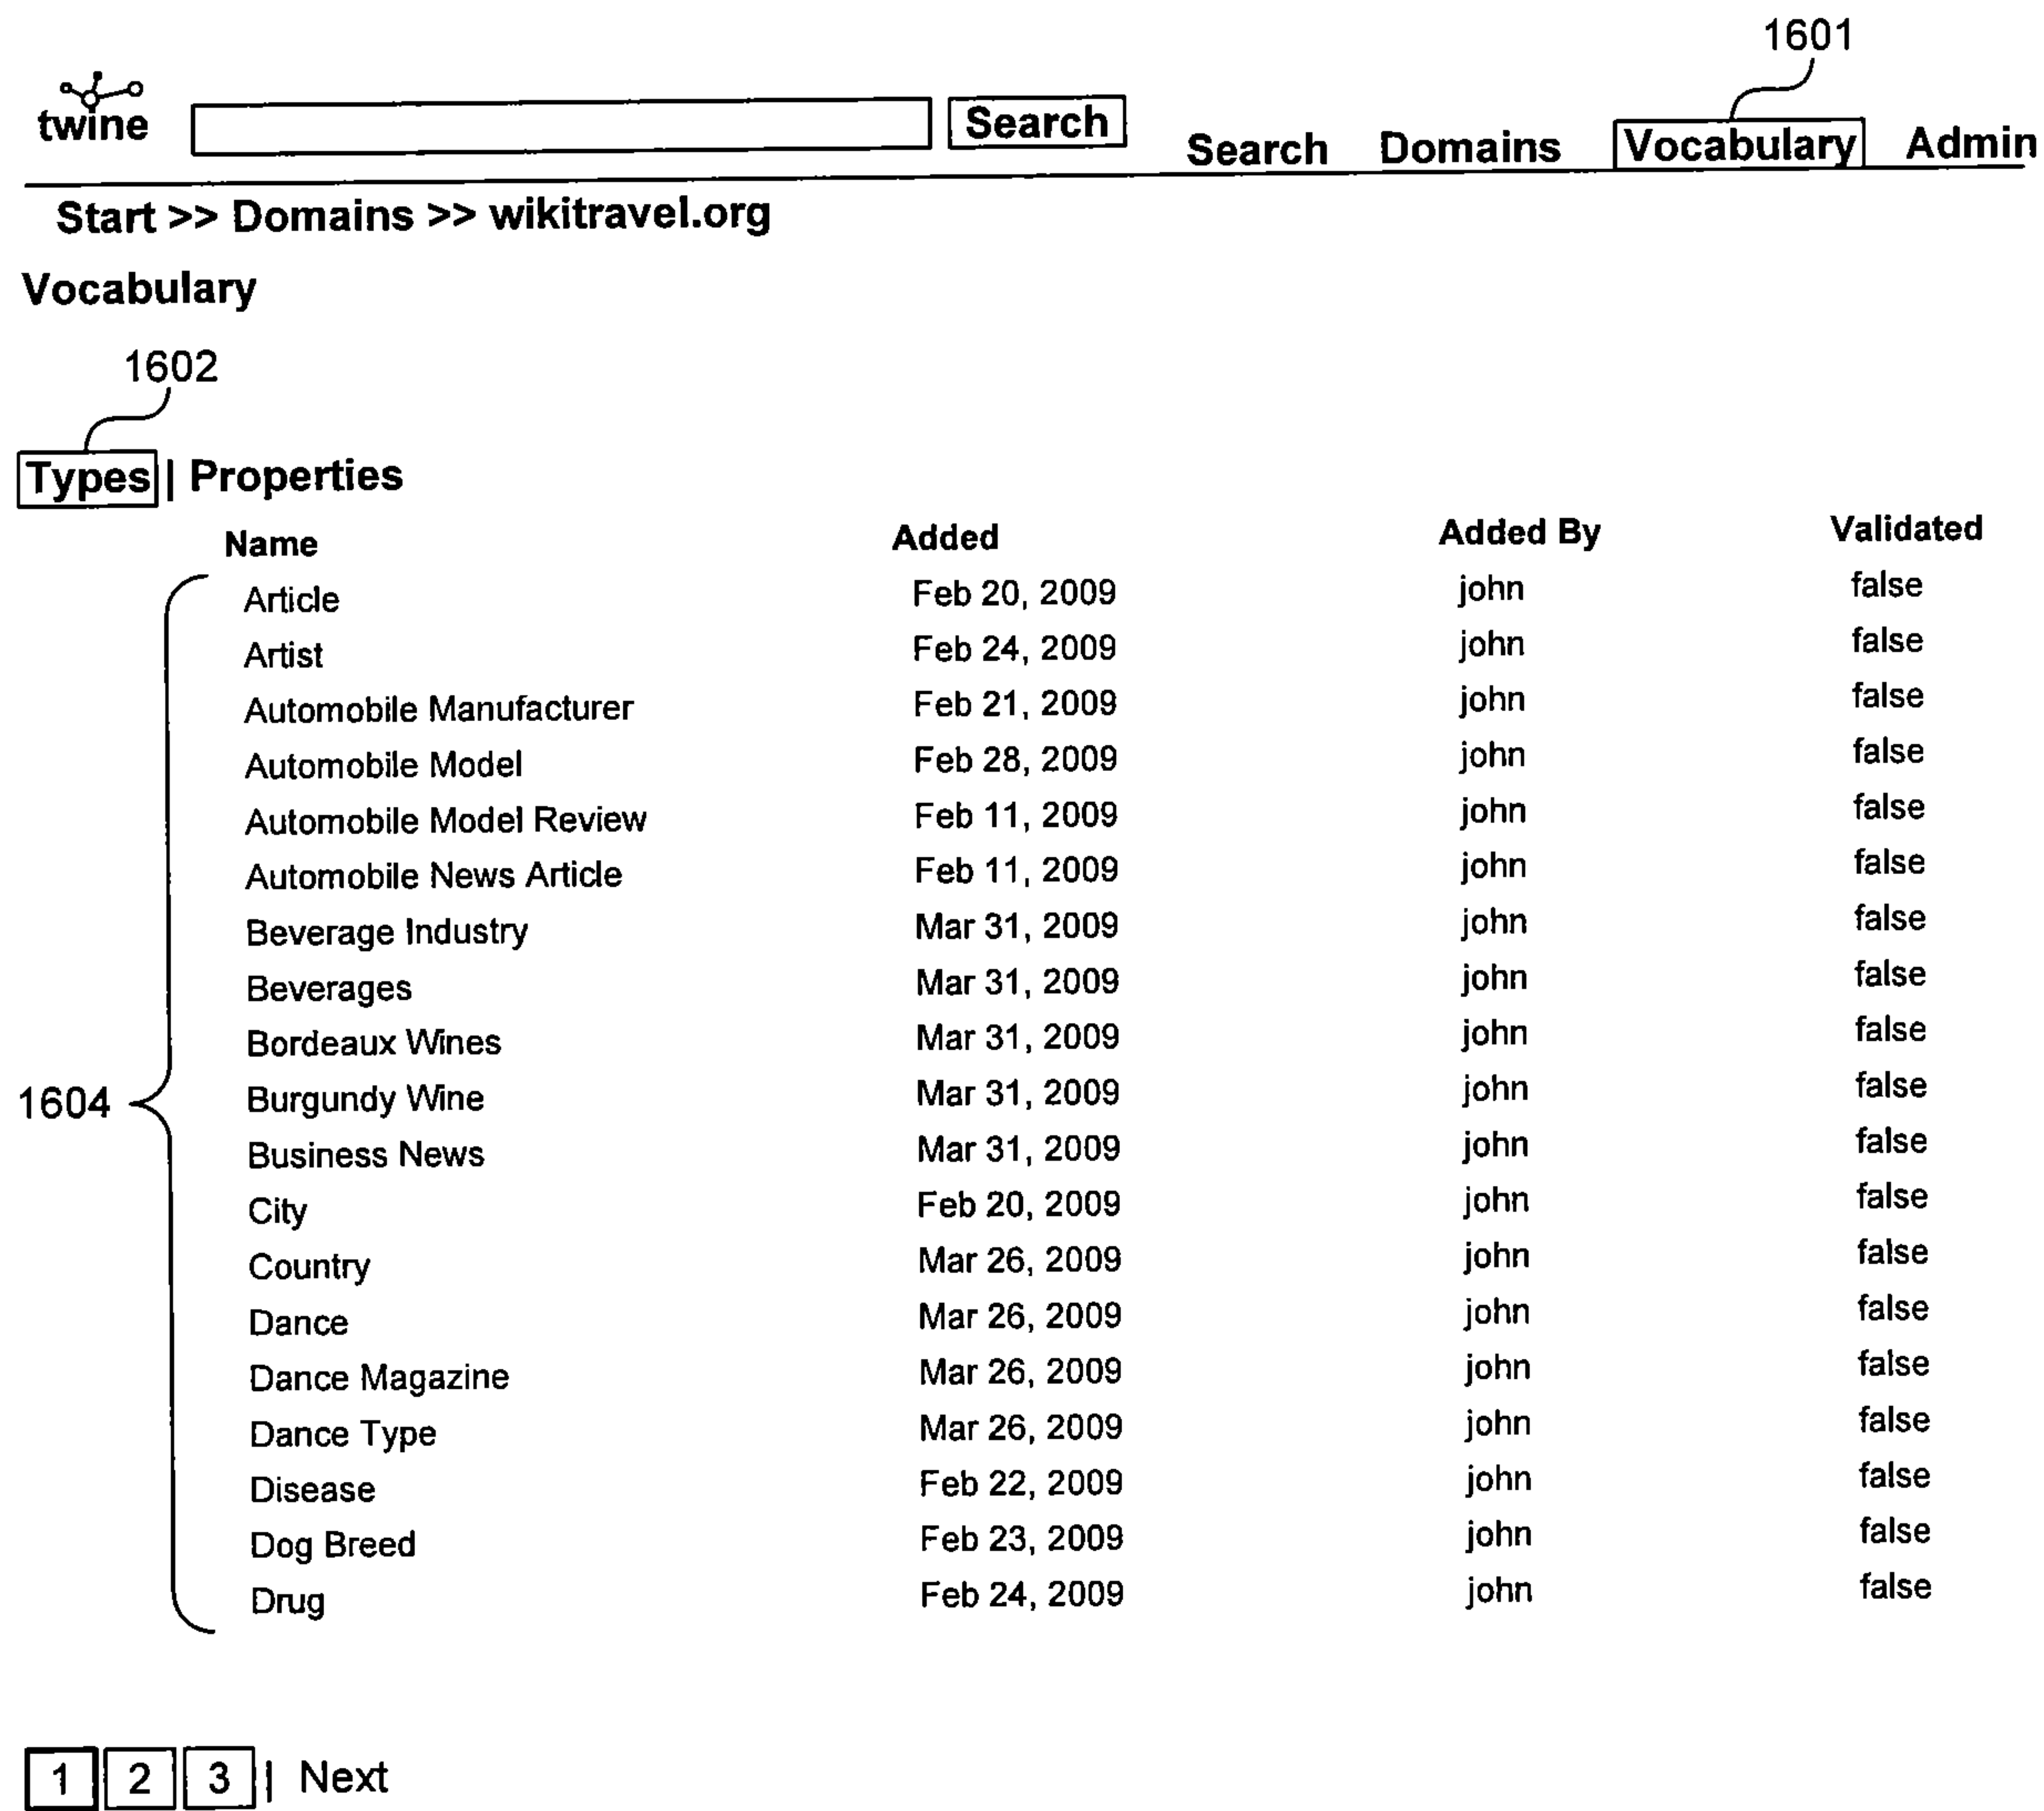 1601
twine Search Search Domains Vocabulary Admin
Start >> Domains >> wikitravel.org
Vocabulary
1602
Types | Properties
Name Added Added By Validated
Article Feb 20, 2009 john false
Artist Feb 24, 2009 john false
Automobile Manufacturer Feb 21, 2009 john false
Automobile Model Feb 28, 2009 john false
Automobile Model Review Feb 11, 2009 john false
Automobile News Article Feb 11, 2009 john false
Beverage Industry Mar 31, 2009 john false
Beverages Mar 31, 2009 john false
Bordeaux Wines Mar 31, 2009 john false
1604 Burgundy Wine Mar 31, 2009 john false
Business News Mar 31, 2009 john false
City Feb 20, 2009 john false
Country Mar 26, 2009 john false
Dance Mar 26, 2009 john false
Dance Magazine Mar 26, 2009 john false
Dance Type Mar 26, 2009 john false
Disease Feb 22, 2009 john false
Dog Breed Feb 23, 2009 john false
Drug Feb 24, 2009 john false
1 2 3 | Next